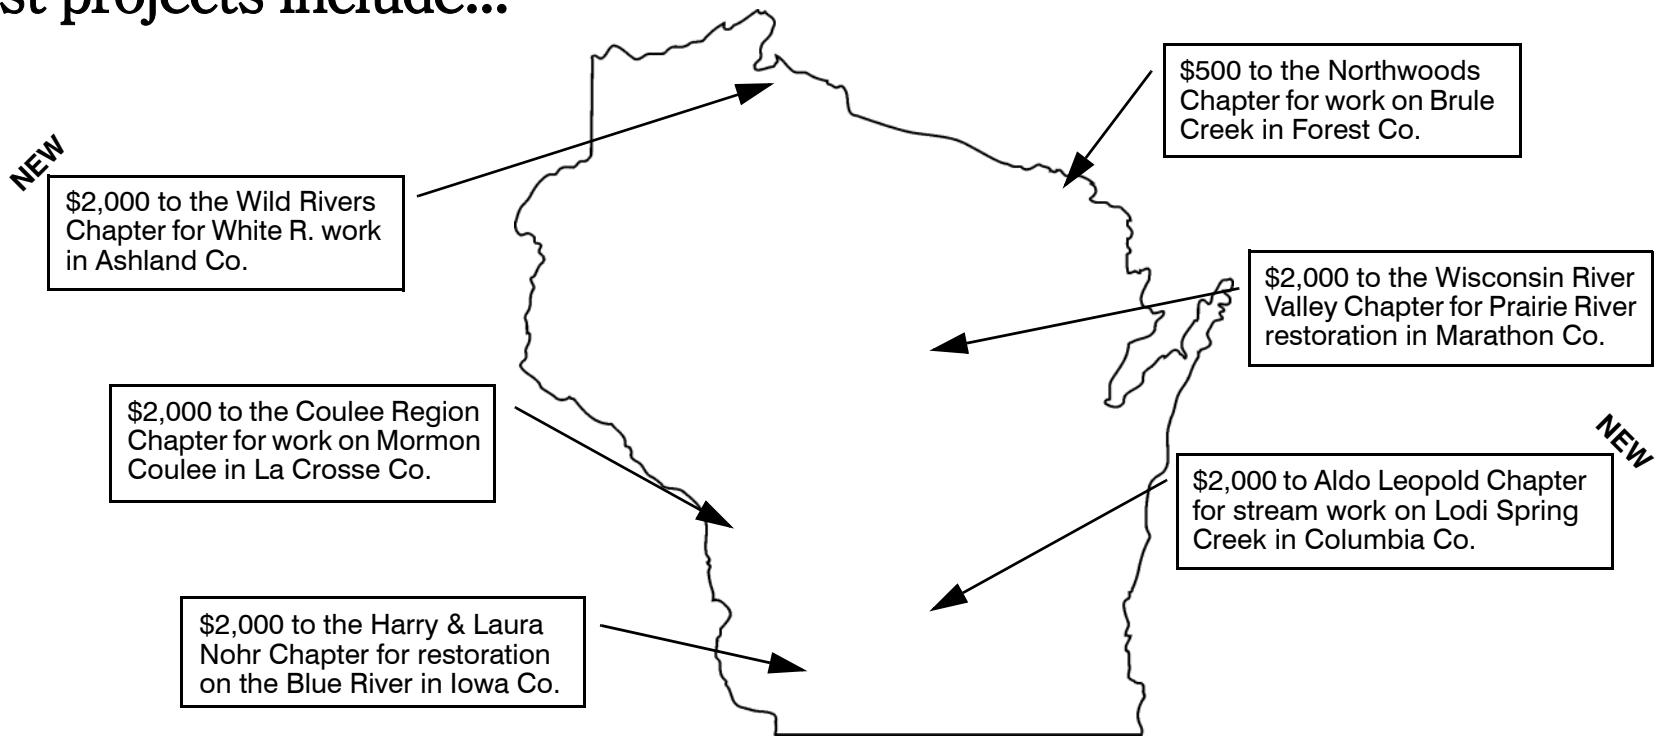 st projects include...
$500 to the Northwoods
Chapter for work on Brule
Creek in Forest Co.
NEW
$2,000 to the Wild Rivers
Chapter for White R. work
in Ashland Co.
$2,000 to the Wisconsin River
Valley Chapter for Prairie River
restoration in Marathon Co.
$2,000 to the Coulee Region
Chapter for work on Mormon
Coulee in La Crosse Co.
NEW
$2,000 to Aldo Leopold Chapter
for stream work on Lodi Spring
Creek in Columbia Co.
$2,000 to the Harry & Laura
Nohr Chapter for restoration
on the Blue River in Iowa Co.